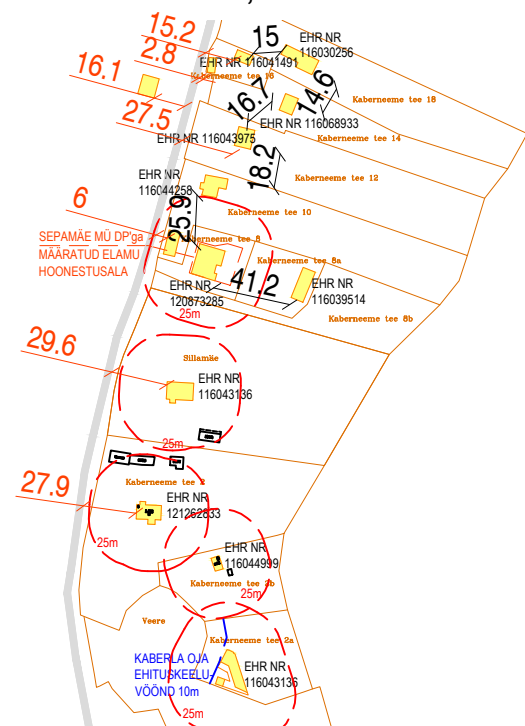 15.2
15
EHR NR
116030256
2.8
EHR NR 116041491
Kaberneeme tee 16
16.1
14.6
Kaberneeme tee 18
16.7
27.5
EHR NR 116068933
EHR NR 116043975
Kaberneeme tee 14
18.2
Kaberneeme tee 12
EHR NR
116044258
6
25.9
Kaberneeme tee 10
SEPAMÄE MÜ DP'ga
MÄÄRATUD ELAMU
HOONESTUSALA
Kaberneeme tee 8
Kaberneeme tee 8a
41.2
EHR NR
120873285
EHR NR
116039514
25m
Kaberneeme tee 8b
29.6
Sillamäe
EHR NR
116043136
25m
27.9
Kaberneeme tee 2
EHR NR
121262833
25m
EHR NR
116044999
Kaberneeme tee 2b
25m
Veere
Kaberneeme tee 2a
KABERLA OJA
EHITUSKEELU-
VÖÖND 10m
EHR NR
116043136
25m